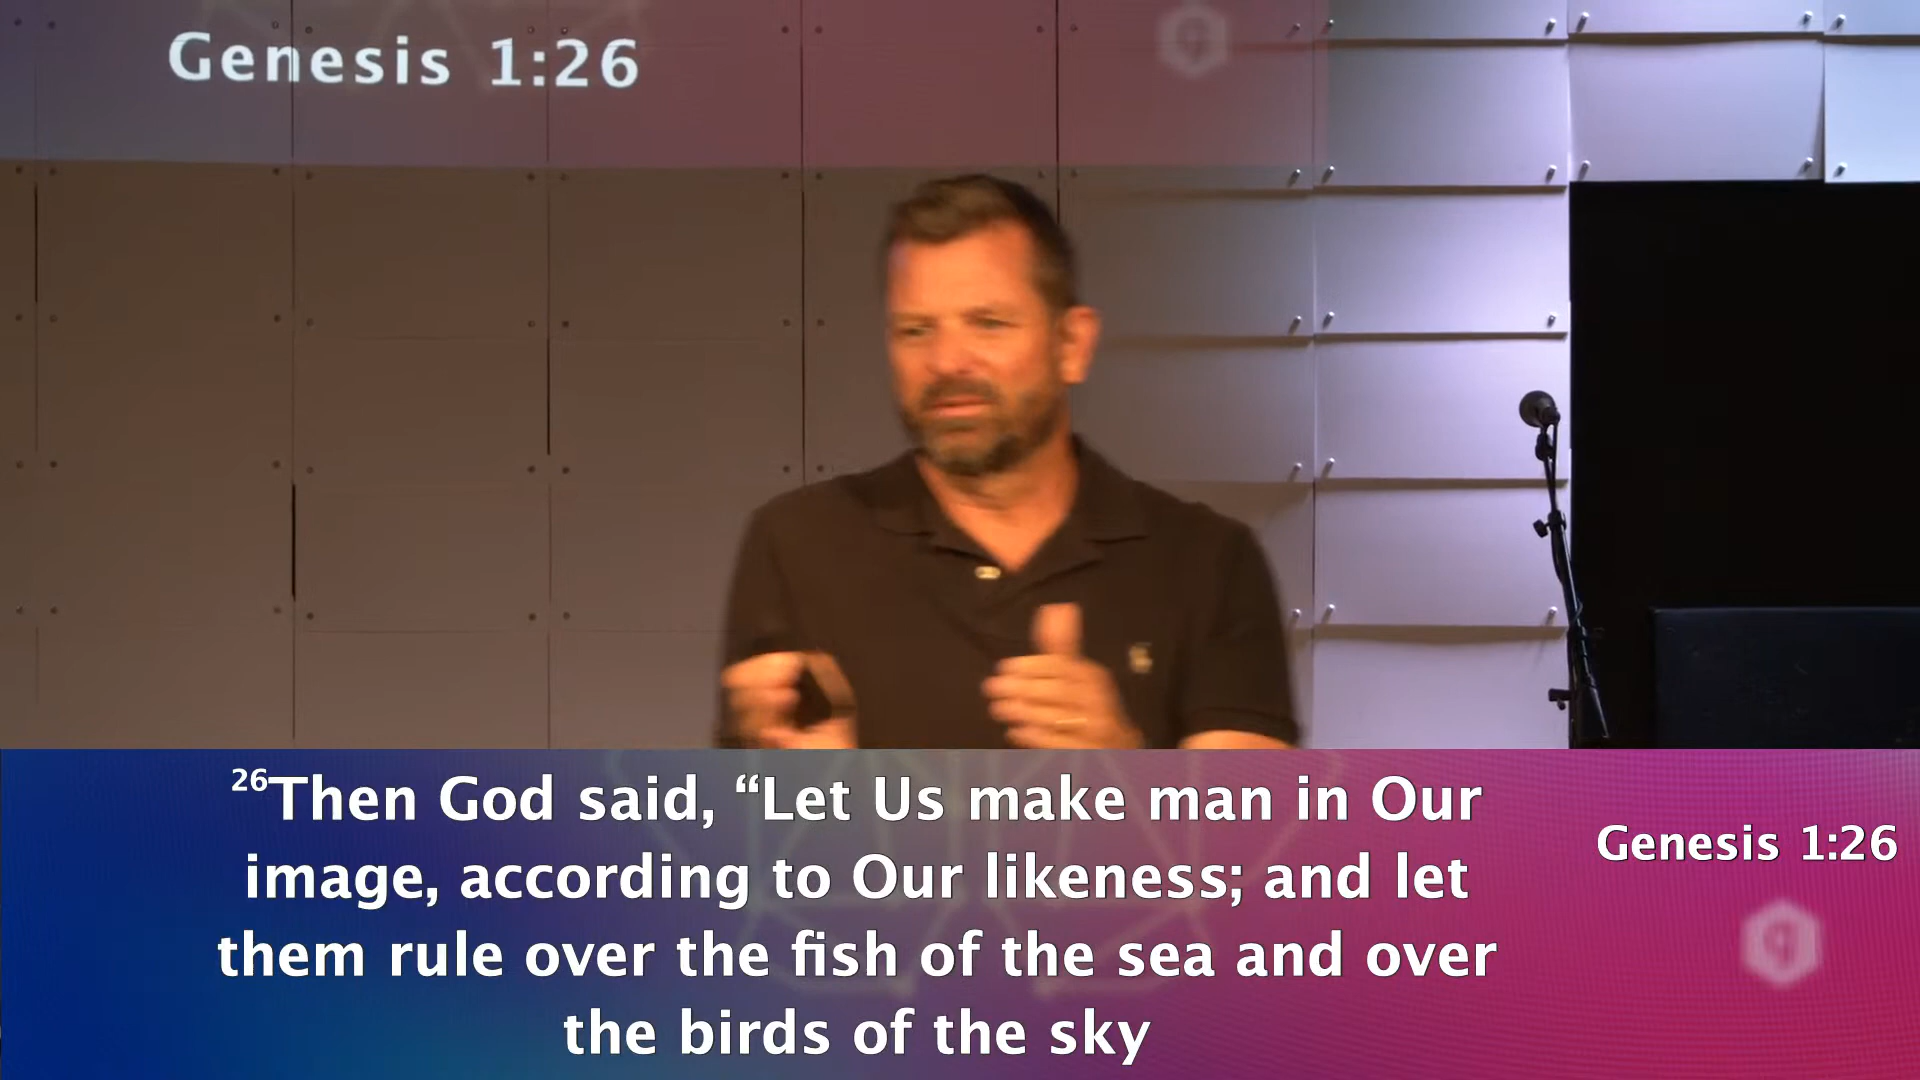 Genesis 1:26
26Then God said, “Let Us make man in Our
image, according to Our likeness; and let
them rule over the fish of the sea and over
the birds of the sky
Genesis 1:26